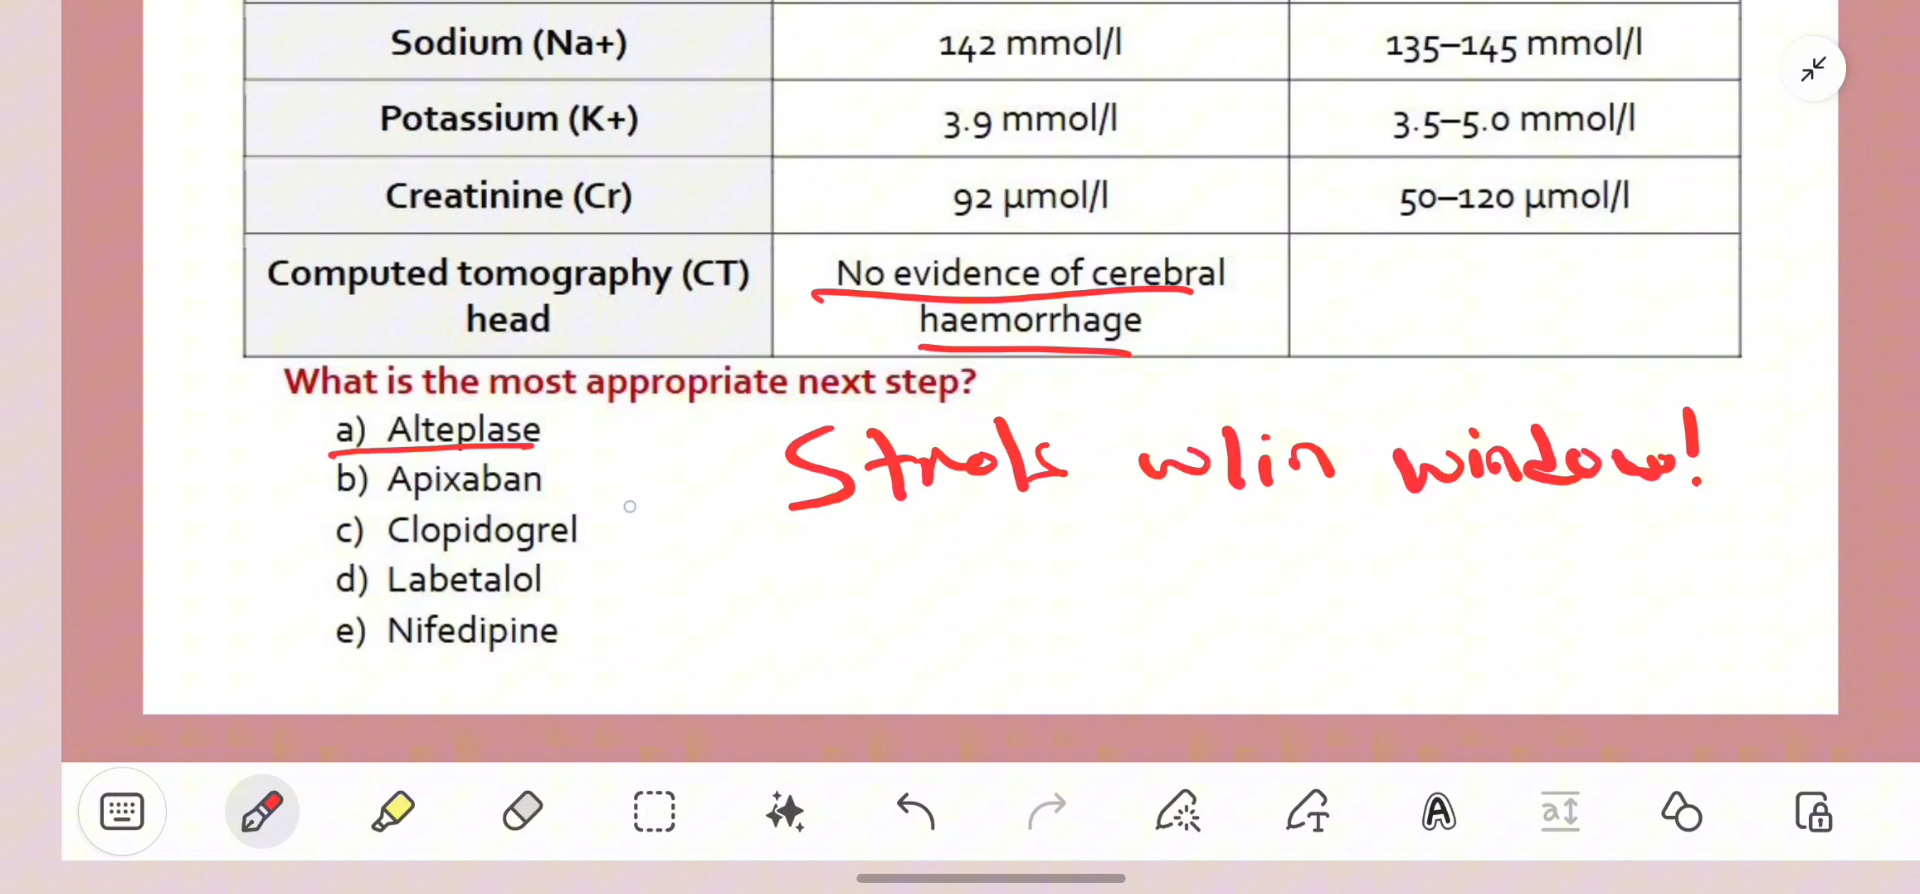 Sodium (Na+) 142 mmol/l 135–145 mmol/l
Potassium (K+) 3.9 mmol/l 3.5–5.0 mmol/l
Creatinine (Cr) 92 µmol/l 50–120 µmol/l
Computed tomography (CT) head No evidence of cerebral haemorrhage
What is the most appropriate next step?
a) Alteplase
b) Apixaban
c) Clopidogrel
d) Labetalol
e) Nifedipine
Stroke w/in window!